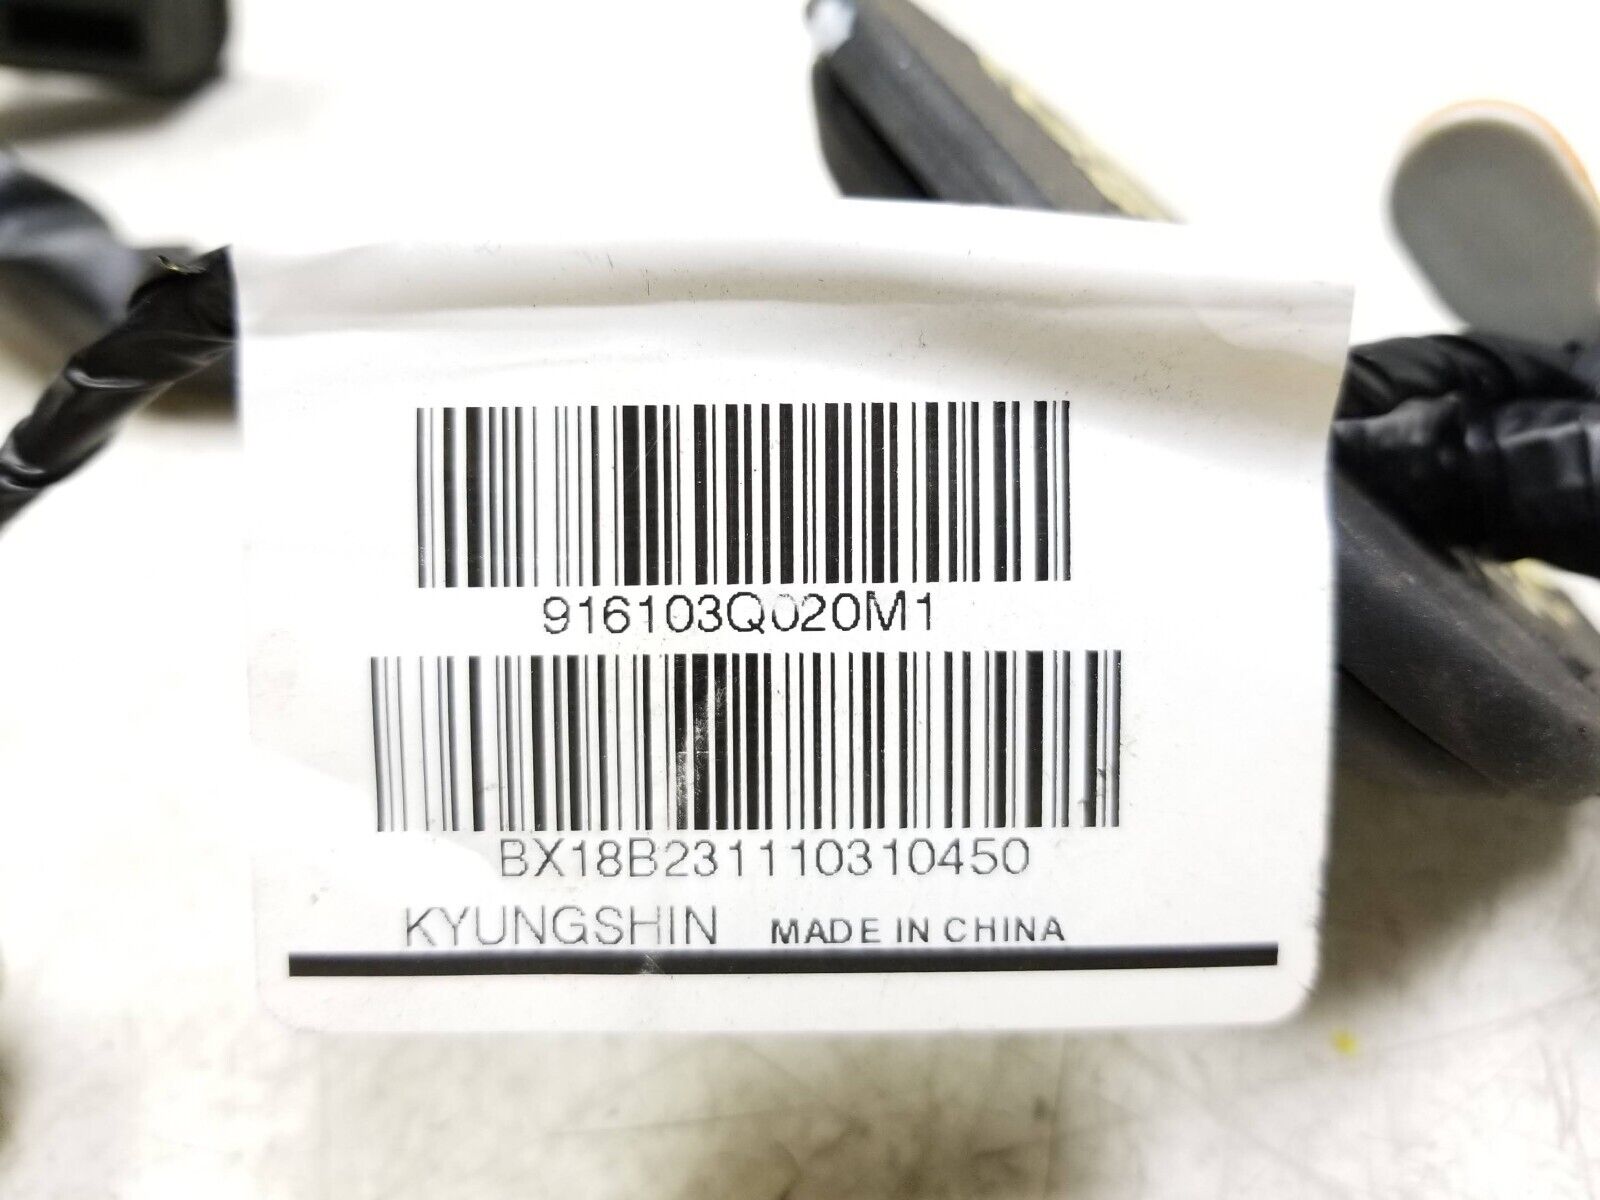 916103Q020M1
BX18B231110310450
KYUNGSHIN MADE IN CHINA